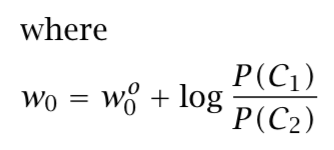 where
w₀ = w₀ᵒ + log P(C₁) / P(C₂)